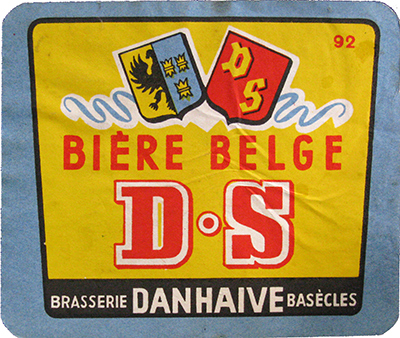 92
DS
BIÈRE BELGE
D•S
BRASSERIE DANHAIVE BASÈCLES